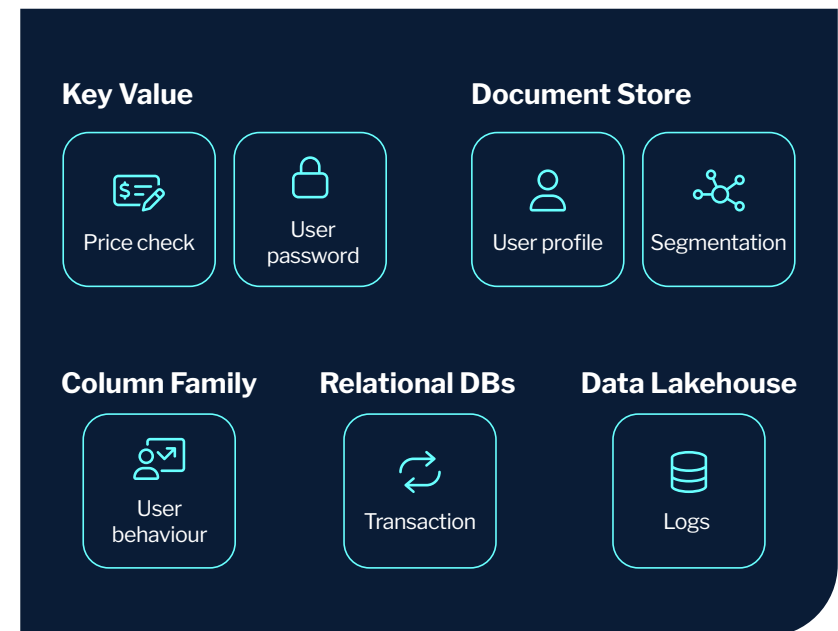 Key Value
Document Store
$
Price check
User
password
User profile
Segmentation
Column Family
Relational DBs
Data Lakehouse
User
behaviour
Transaction
Logs